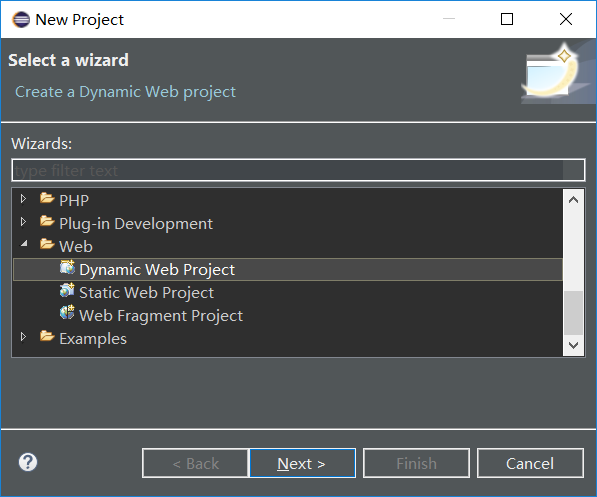 New Project
Select a wizard
Create a Dynamic Web project
Wizards:
type filter text
PHP
Plug-in Development
Web
Dynamic Web Project
Static Web Project
Web Fragment Project
Examples
?
< Back
Next >
Finish
Cancel